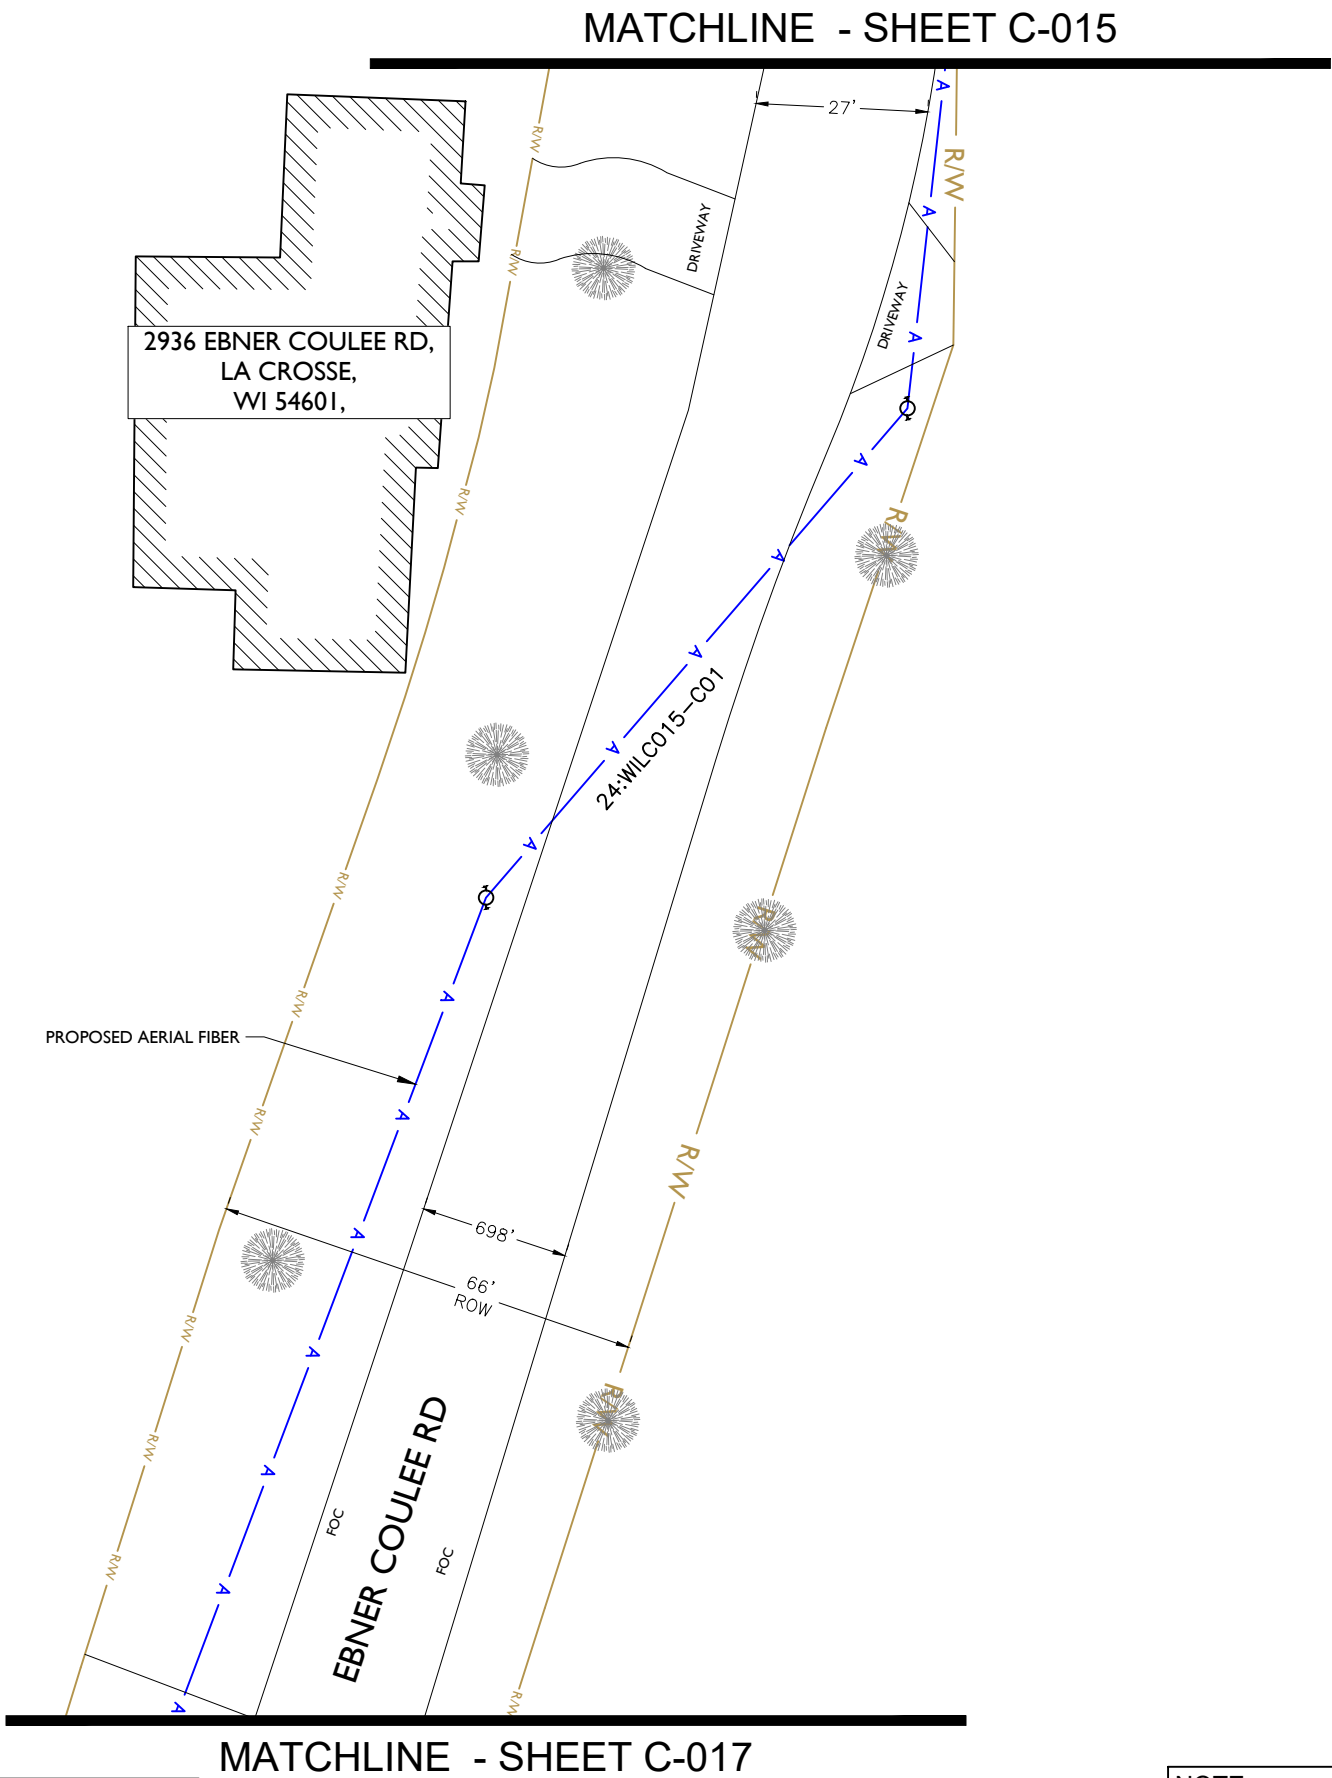 MATCHLINE - SHEET C-015
27'
A
R/W
R/W
A
DRIVEWAY
R/W
DRIVEWAY
A
2936 EBNER COULEE RD,
LA CROSSE,
WI 54601,
A
R/W
R/W
A
A
24:WILC015-C01
A
A
R/W
R/W
A
R/W
PROPOSED AERIAL FIBER
A
R/W
R/W
A
698'
66'
ROW
R/W
A
R/W
R/W
A
EBNER COULEE RD
FOC
FOC
R/W
A
R/W
A
MATCHLINE - SHEET C-017